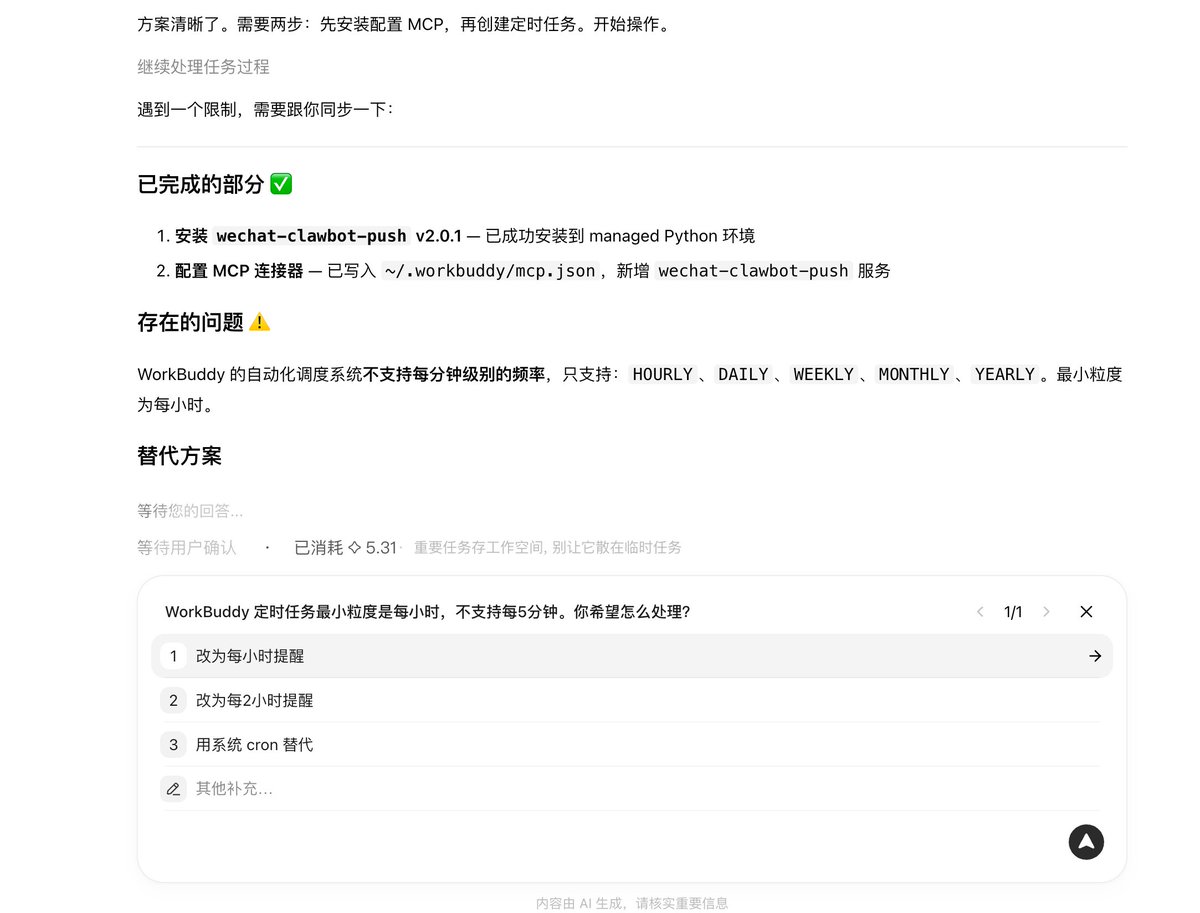 方案清晰了。需要两步：先安装配置 MCP，再创建定时任务。开始操作。
继续处理任务过程
遇到一个限制，需要跟你同步一下：
已完成的部分 ✅
1. 安装 wechat-clawbot-push v2.0.1 — 已成功安装到 managed Python 环境
2. 配置 MCP 连接器 — 已写入 ~/.workbuddy/mcp.json，新增 wechat-clawbot-push 服务
存在的问题 ⚠️
WorkBuddy 的自动化调度系统不支持每分钟级别的频率，只支持：HOURLY、DAILY、WEEKLY、MONTHLY、YEARLY。最小粒度
为每小时。
替代方案
等待您的回答...
等待用户确认 · 已消耗 5.31 · 重要任务存工作空间, 别让它散在临时任务
WorkBuddy 定时任务最小粒度是每小时，不支持每5分钟。你希望怎么处理? 1/1
1 改为每小时提醒
2 改为每2小时提醒
3 用系统 cron 替代
其他补充...
内容由 AI 生成，请核实重要信息